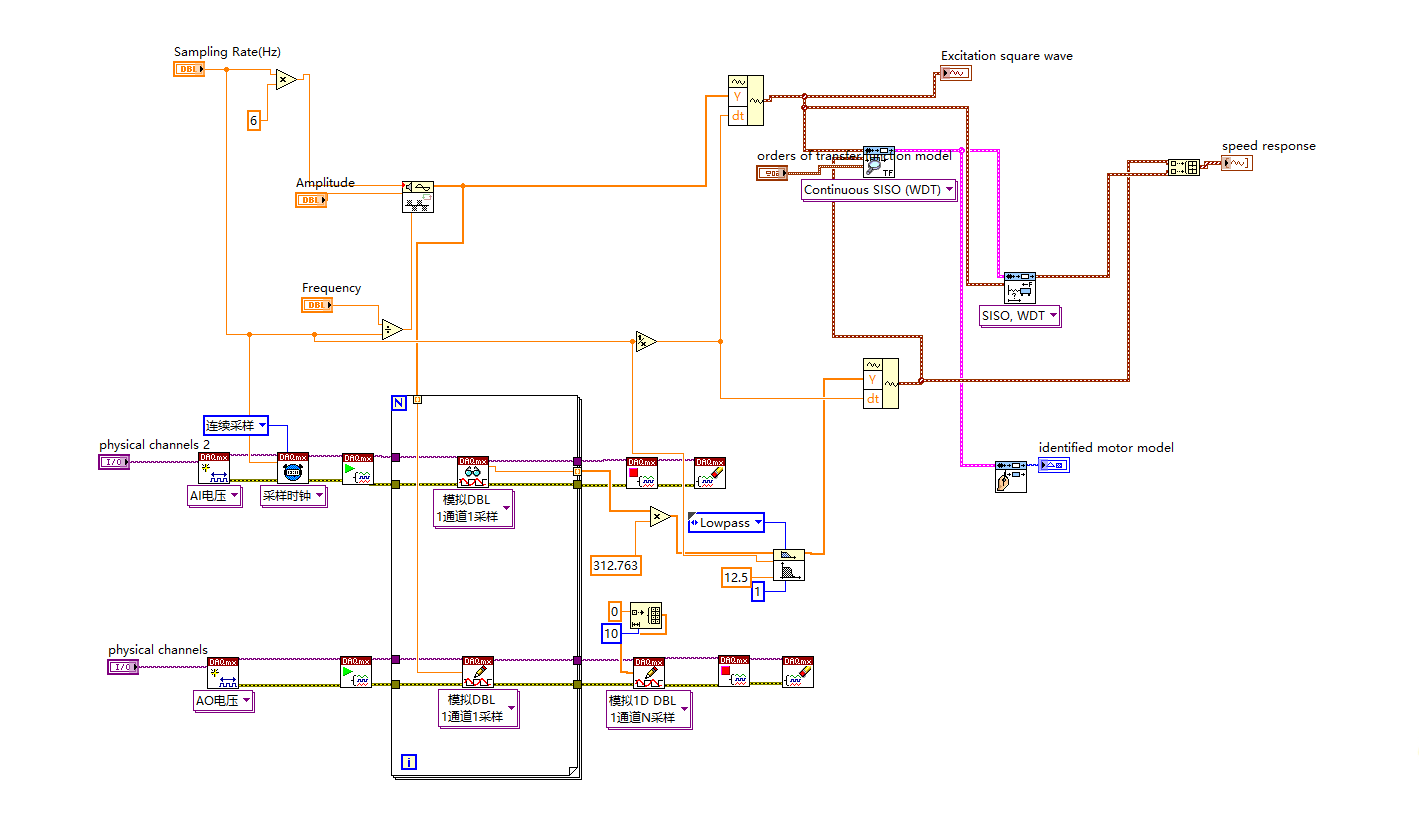 Sampling Rate(Hz)
DBL
6
Excitation square wave
Y
dt
orders of transfer function model
TF
Continuous SISO (WDT)
speed response
Amplitude
DBL
Frequency
DBL
SISO, WDT
Y
dt
N
连续采样
physical channels 2
I/O
DAQmx
DAQmx
DAQmx
DAQmx
DAQmx
DAQmx
AI电压
采样时钟
模拟DBL
1通道1采样
identified motor model
Lowpass
312.763
12.5
1
0
10
physical channels
I/O
DAQmx
DAQmx
DAQmx
DAQmx
DAQmx
DAQmx
AO电压
模拟DBL
1通道1采样
模拟1D DBL
1通道N采样
i